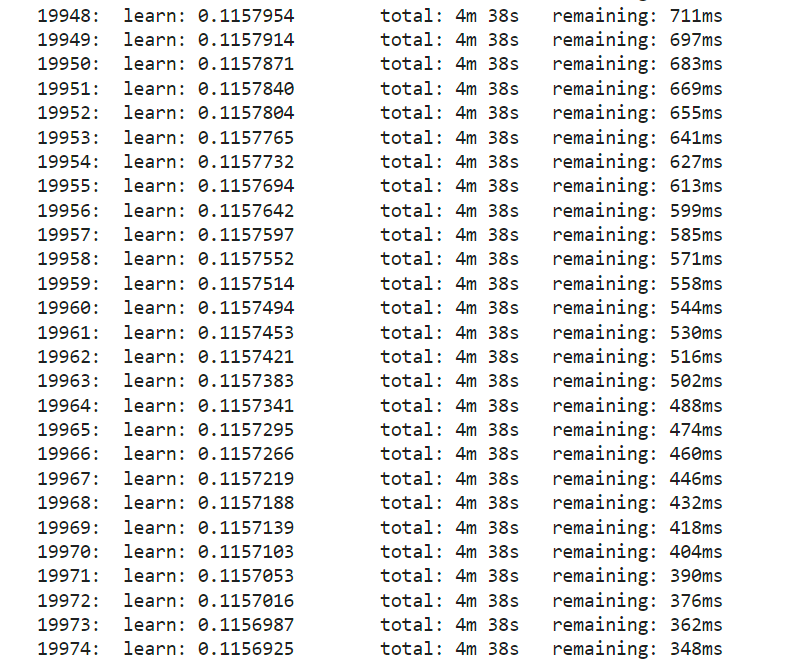 19948: learn: 0.1157954 total: 4m 38s remaining: 711ms
19949: learn: 0.1157914 total: 4m 38s remaining: 697ms
19950: learn: 0.1157871 total: 4m 38s remaining: 683ms
19951: learn: 0.1157840 total: 4m 38s remaining: 669ms
19952: learn: 0.1157804 total: 4m 38s remaining: 655ms
19953: learn: 0.1157765 total: 4m 38s remaining: 641ms
19954: learn: 0.1157732 total: 4m 38s remaining: 627ms
19955: learn: 0.1157694 total: 4m 38s remaining: 613ms
19956: learn: 0.1157642 total: 4m 38s remaining: 599ms
19957: learn: 0.1157597 total: 4m 38s remaining: 585ms
19958: learn: 0.1157552 total: 4m 38s remaining: 571ms
19959: learn: 0.1157514 total: 4m 38s remaining: 558ms
19960: learn: 0.1157494 total: 4m 38s remaining: 544ms
19961: learn: 0.1157453 total: 4m 38s remaining: 530ms
19962: learn: 0.1157421 total: 4m 38s remaining: 516ms
19963: learn: 0.1157383 total: 4m 38s remaining: 502ms
19964: learn: 0.1157341 total: 4m 38s remaining: 488ms
19965: learn: 0.1157295 total: 4m 38s remaining: 474ms
19966: learn: 0.1157266 total: 4m 38s remaining: 460ms
19967: learn: 0.1157219 total: 4m 38s remaining: 446ms
19968: learn: 0.1157188 total: 4m 38s remaining: 432ms
19969: learn: 0.1157139 total: 4m 38s remaining: 418ms
19970: learn: 0.1157103 total: 4m 38s remaining: 404ms
19971: learn: 0.1157053 total: 4m 38s remaining: 390ms
19972: learn: 0.1157016 total: 4m 38s remaining: 376ms
19973: learn: 0.1156987 total: 4m 38s remaining: 362ms
19974: learn: 0.1156925 total: 4m 38s remaining: 348ms